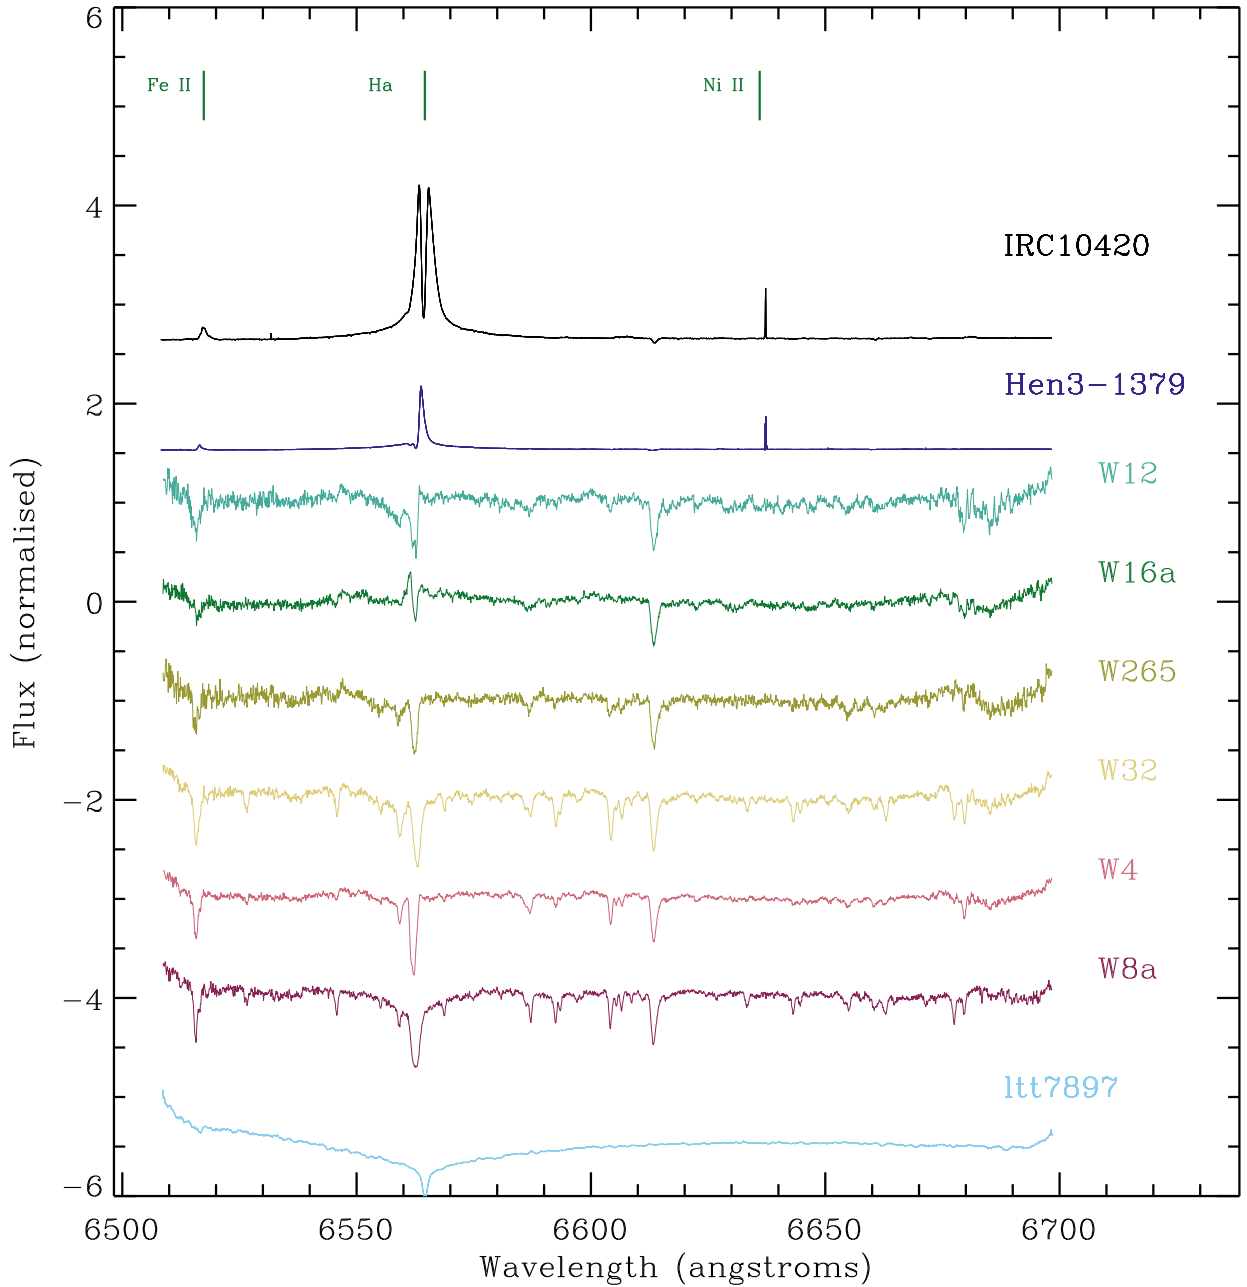 6
Fe II
Ha
Ni II
4
IRC10420
Hen3-1379
2
W12
W16a
0
W265
Flux (normalised)
W32
-2
W4
W8a
-4
ltt7897
-6
6500
6550
6600
6650
6700
Wavelength (angstroms)